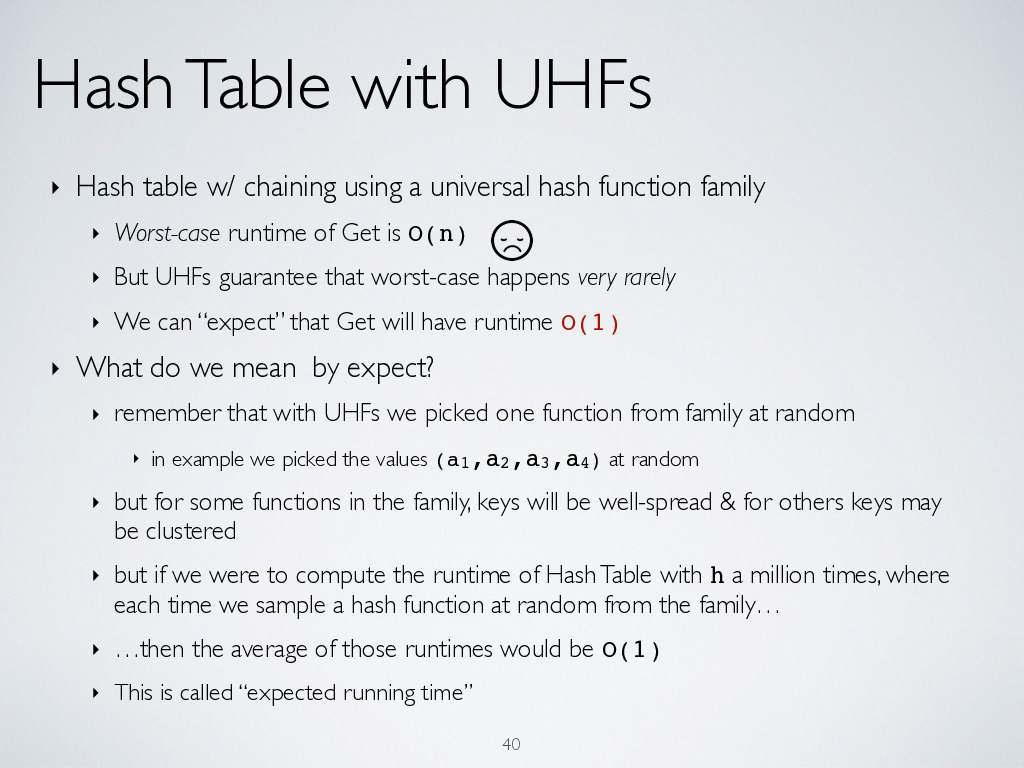 Hash Table with UHFs
‣ Hash table w/ chaining using a universal hash function family
‣ Worst-case runtime of Get is O(n)
‣ But UHFs guarantee that worst-case happens very rarely
‣ We can “expect” that Get will have runtime O(1)
‣ What do we mean by expect?
‣ remember that with UHFs we picked one function from family at random
‣ in example we picked the values (a₁,a₂,a₃,a₄) at random
‣ but for some functions in the family, keys will be well-spread & for others keys may
be clustered
‣ but if we were to compute the runtime of Hash Table with h a million times, where
each time we sample a hash function at random from the family…
‣ …then the average of those runtimes would be O(1)
‣ This is called “expected running time”
40